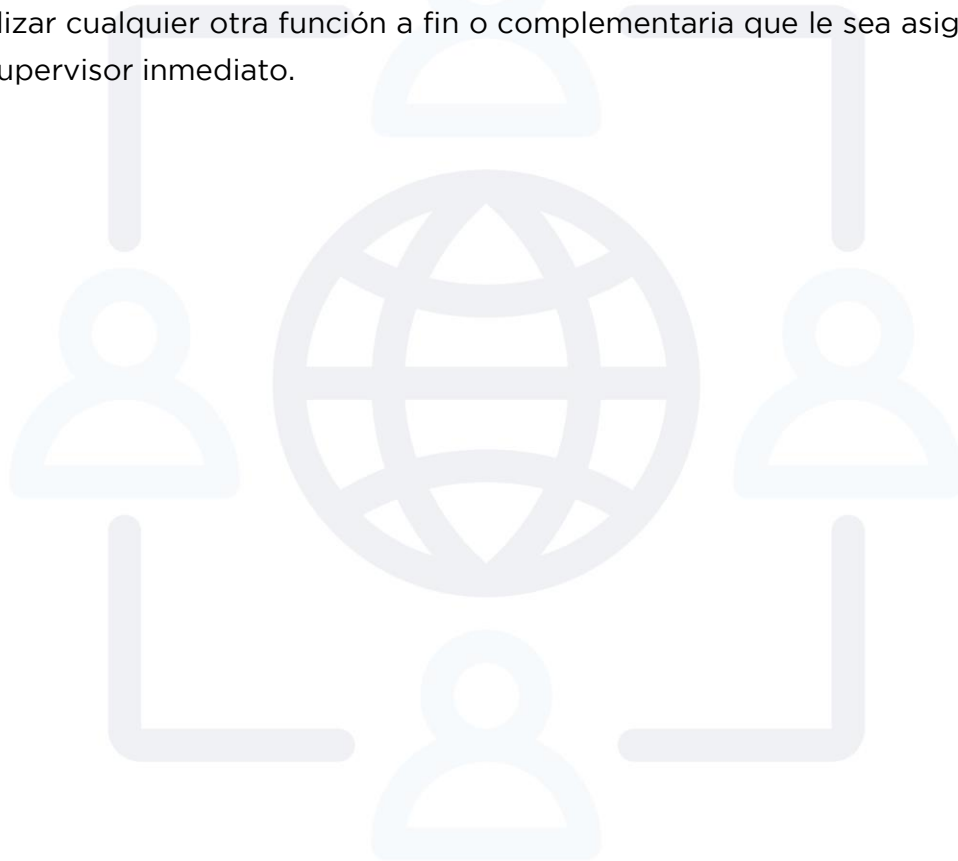 lizar cualquier otra función a fin o complementaria que le sea asig
upervisor inmediato.